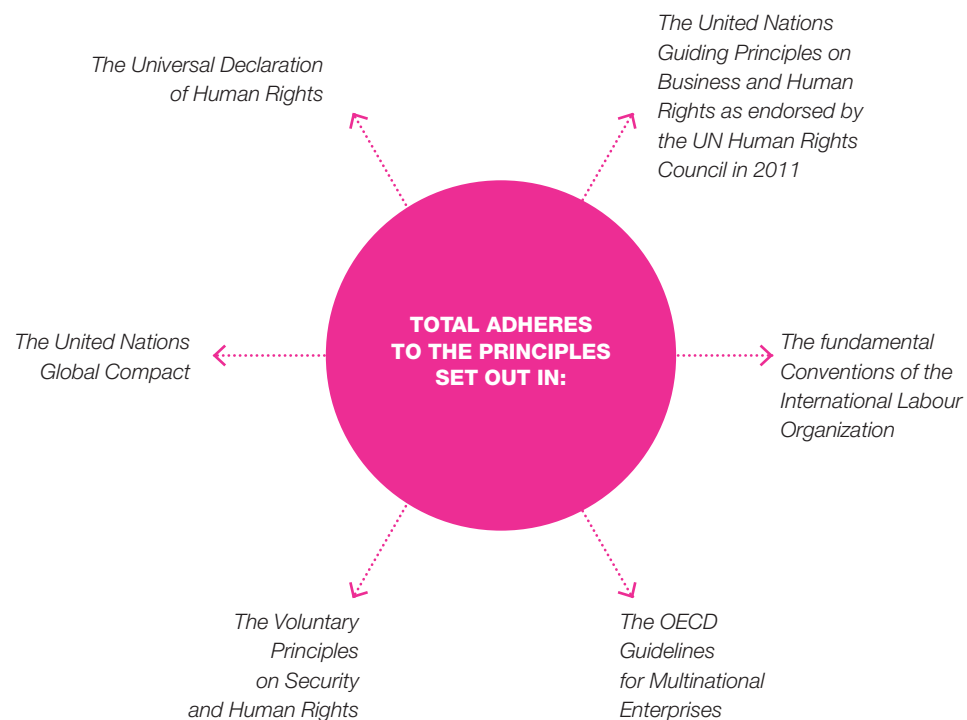 The Universal Declaration
of Human Rights
The United Nations
Guiding Principles on
Business and Human
Rights as endorsed by
the UN Human Rights
Council in 2011
The United Nations
Global Compact
TOTAL ADHERES
TO THE PRINCIPLES
SET OUT IN:
The fundamental
Conventions of the
International Labour
Organization
The Voluntary
Principles
on Security
and Human Rights
The OECD
Guidelines
for Multinational
Enterprises